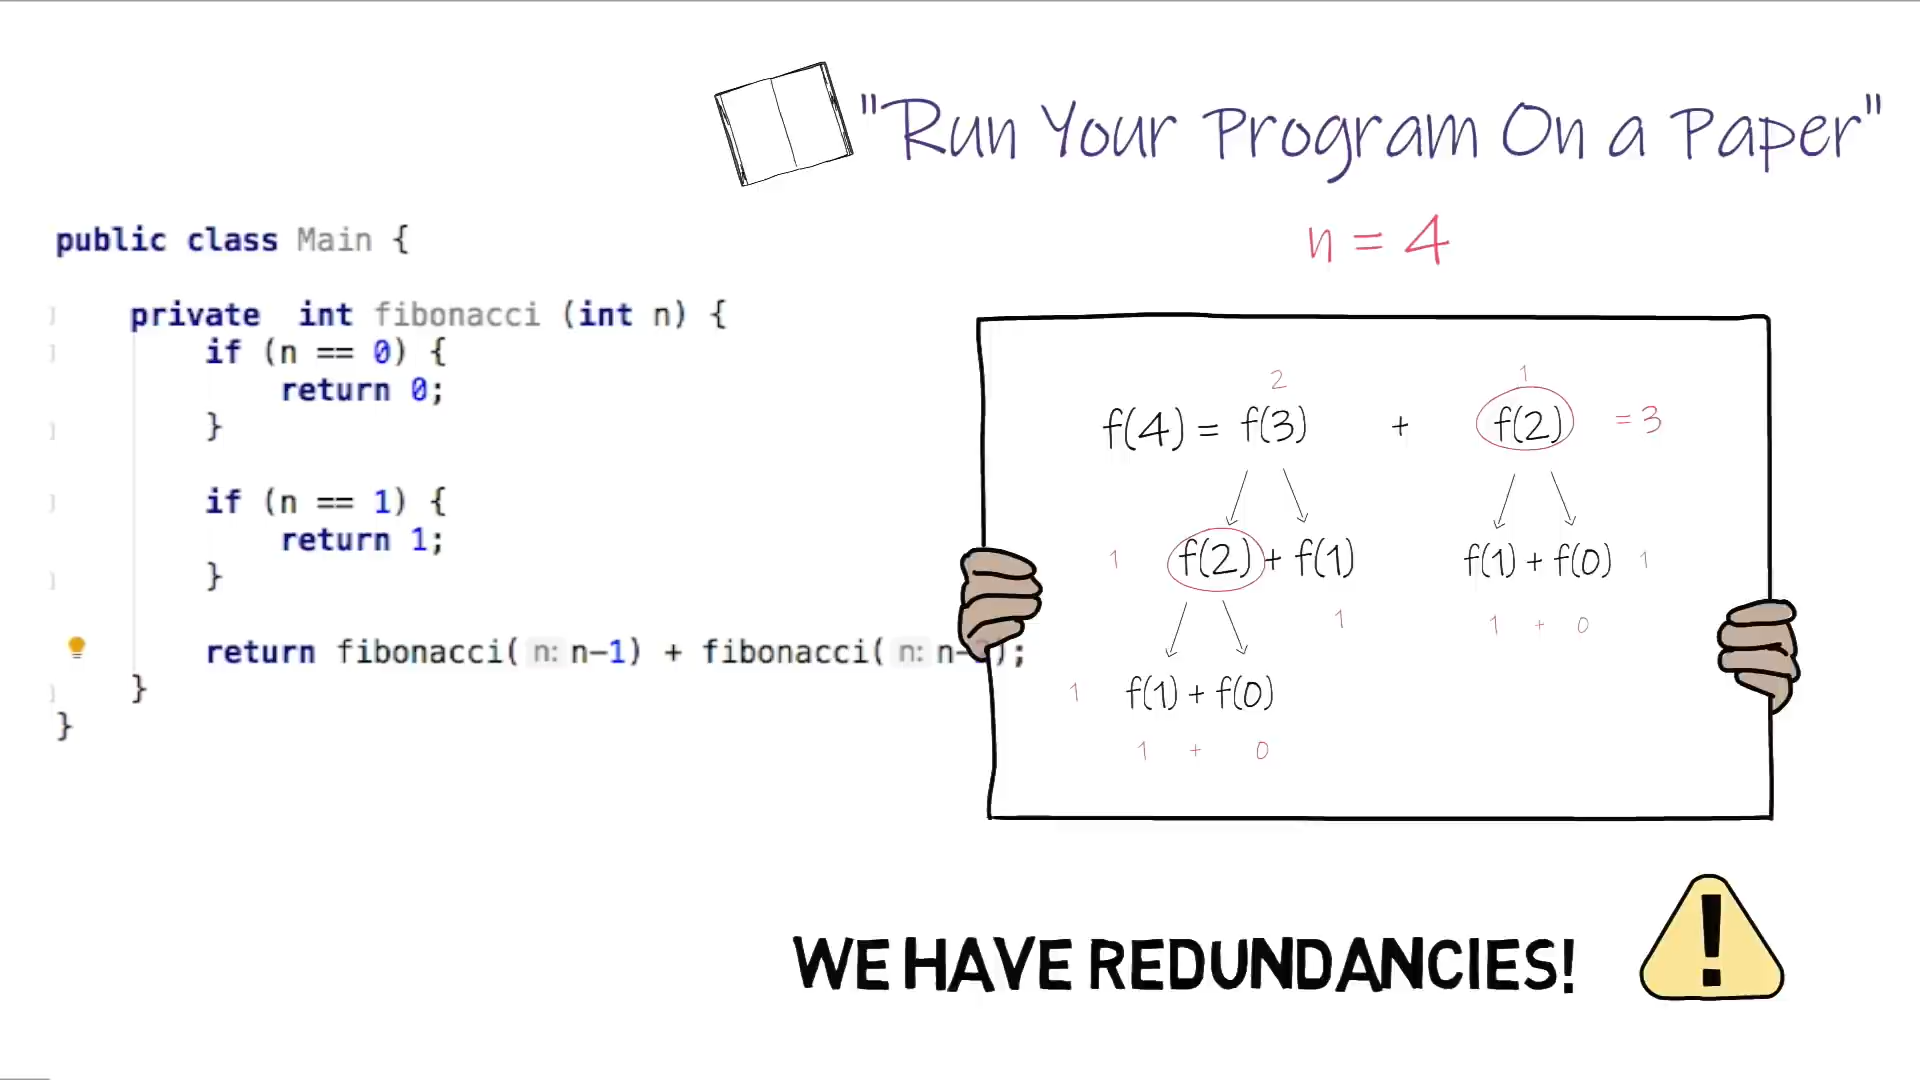 "Run Your Program On a Paper"
n = 4
public class Main {
private int fibonacci (int n) {
if (n == 0) {
return 0;
}
if (n == 1) {
return 1;
}
return fibonacci( n: n-1) + fibonacci( n: n- );
}
}
2 1
f(4) = f(3) + f(2) = 3
1 f(2) + f(1) f(1) + f(0) 1
1 1 + 0
1 f(1) + f(0)
1 + 0
WE HAVE REDUNDANCIES!
!